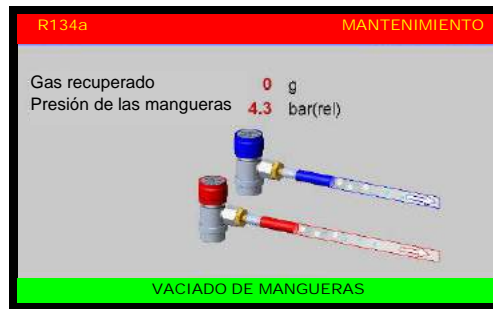 R134a MANTENIMIENTO
Gas recuperado 0 g
Presión de las mangueras 4.3 bar(rel)
VACIADO DE MANGUERAS